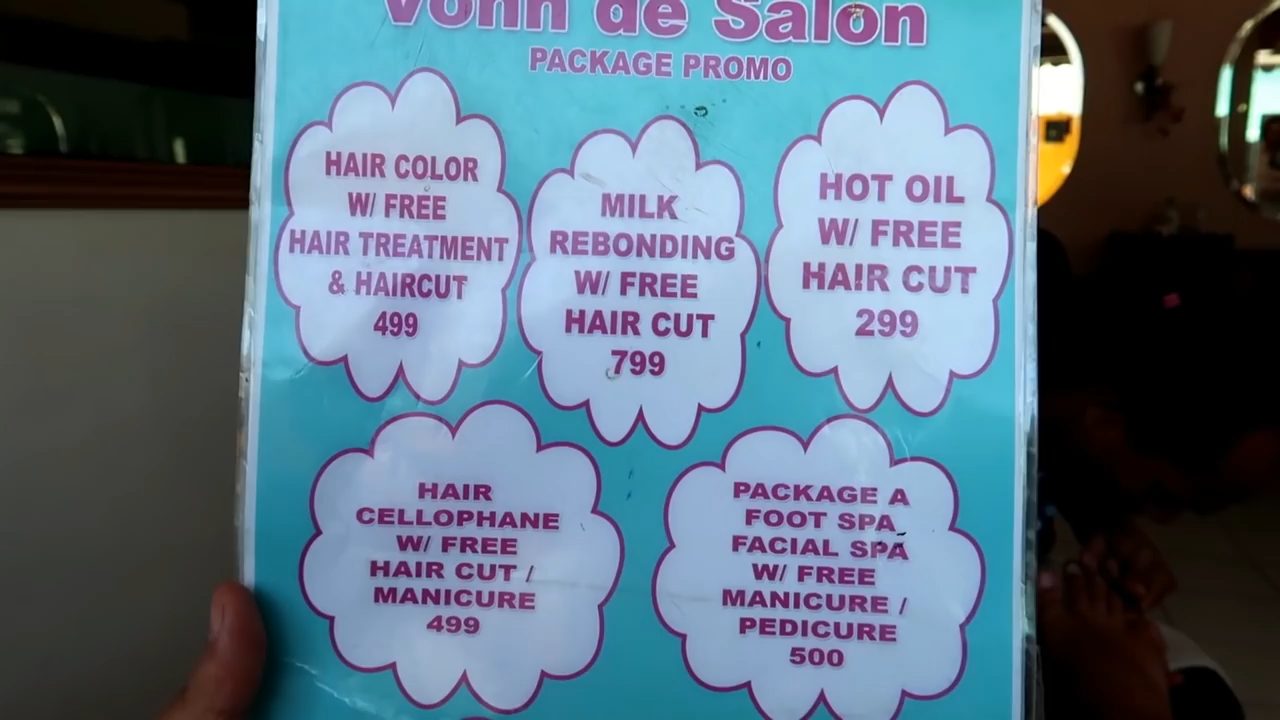 Vonn de Salon
PACKAGE PROMO
HAIR COLOR
W/ FREE
HAIR TREATMENT
& HAIRCUT
499
MILK
REBONDING
W/ FREE
HAIR CUT
799
HOT OIL
W/ FREE
HAIR CUT
299
HAIR
CELLOPHANE
W/ FREE
HAIR CUT /
MANICURE
499
PACKAGE A
FOOT SPA
FACIAL SPA
W/ FREE
MANICURE /
PEDICURE
500